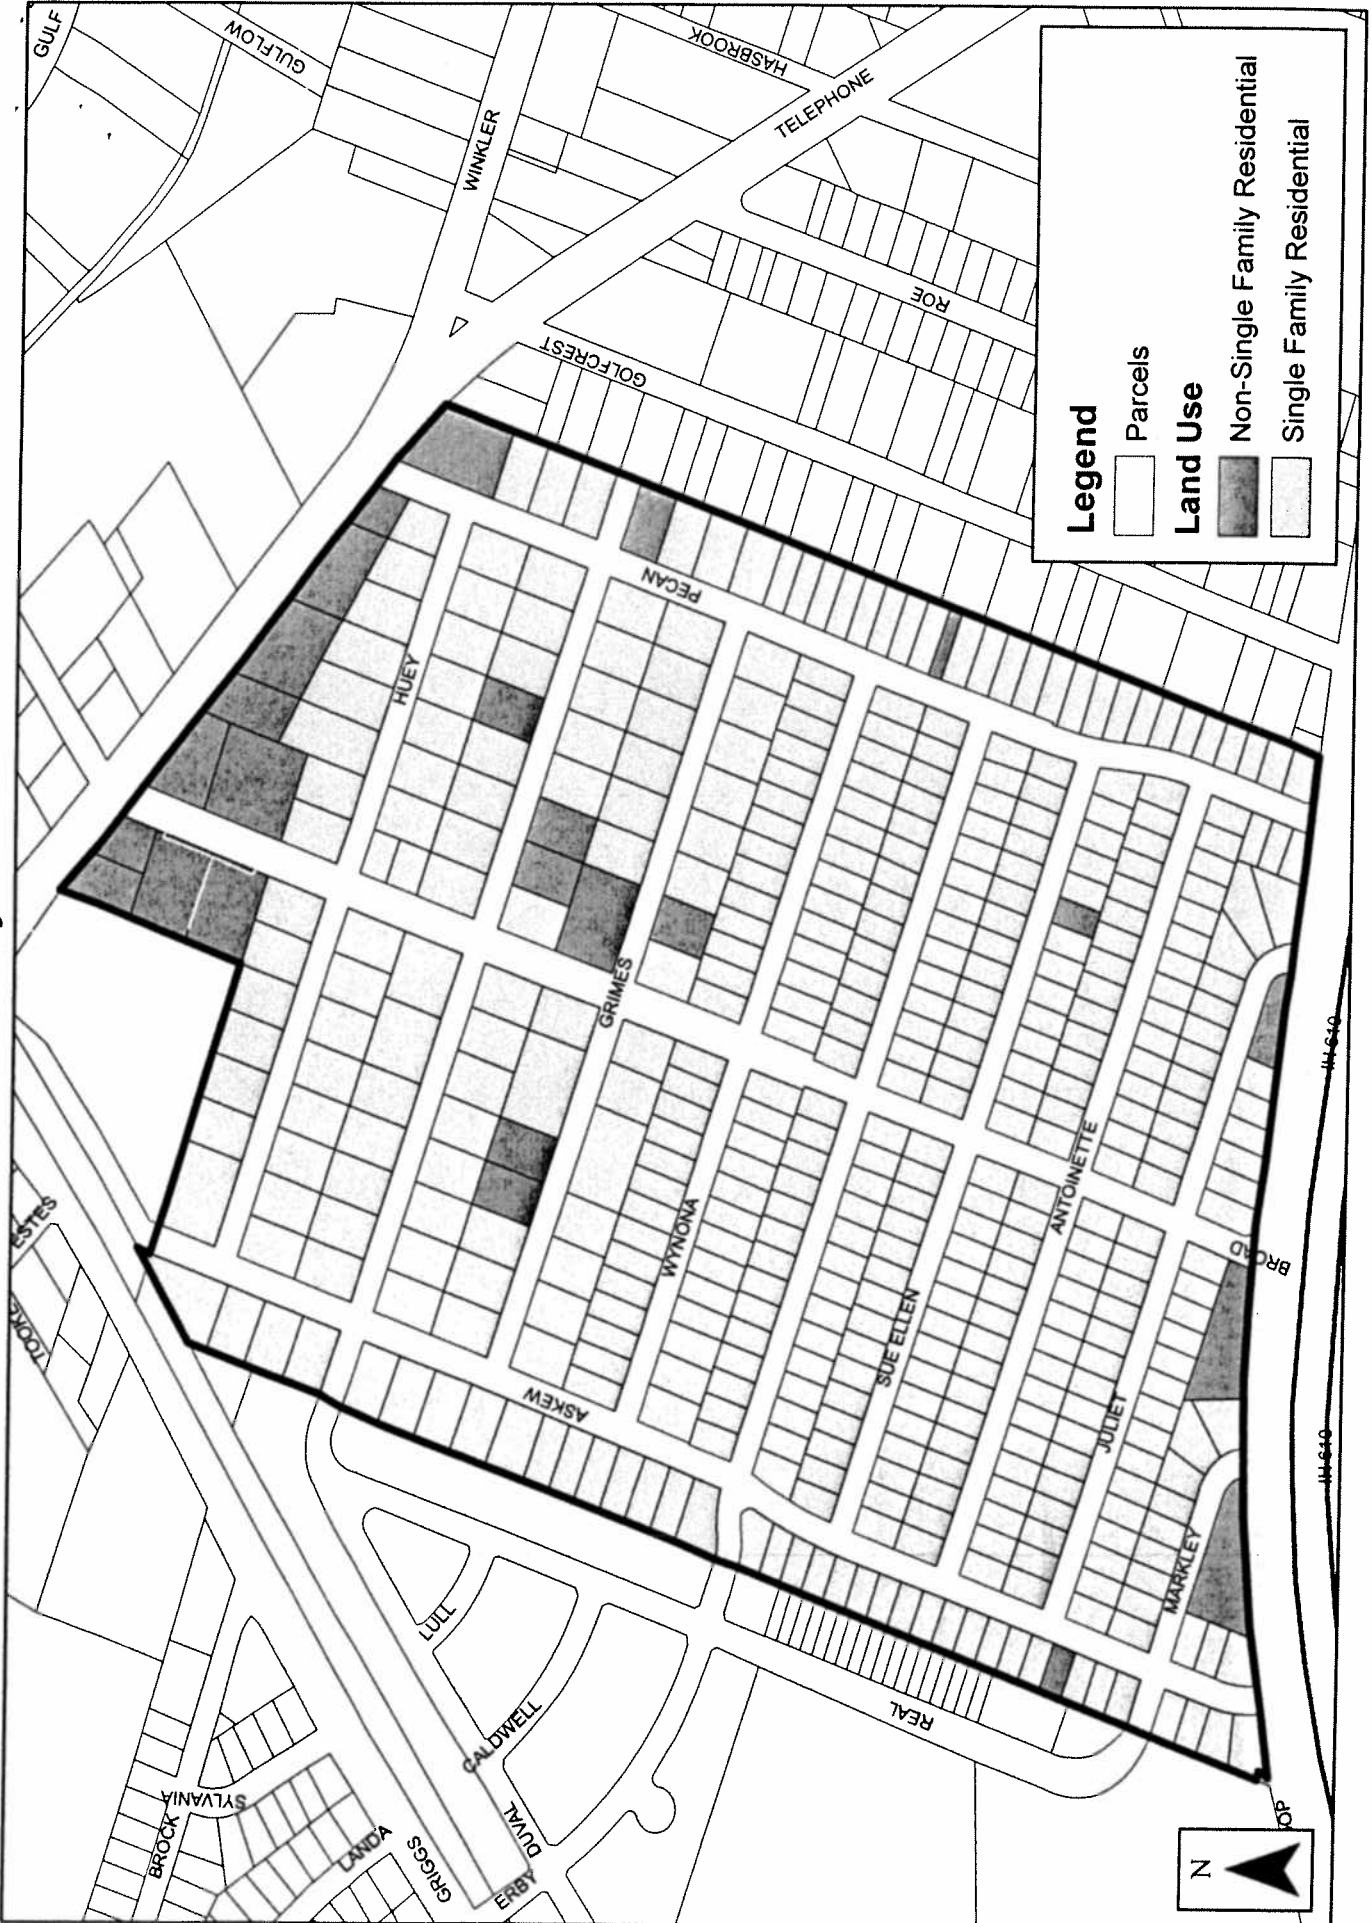 GULF
GULFLOW
WINKLER
HASBROOK
TELEPHONE
ROE
GOLFCREST
PECAN
HUEY
GRIMES
WYNONA
ASKEW
SUE ELLEN
ANTOINETTE
JULIET
MARKLEY
BROAD
IH 610
IH 610
ESTES
LULL
CALDWELL
DUVAL
ERBY
GRIGGS
LANDA
SYLVANIA
BROCK
REAL
OP
Legend
Parcels
Land Use
Non-Single Family Residential
Single Family Residential
N